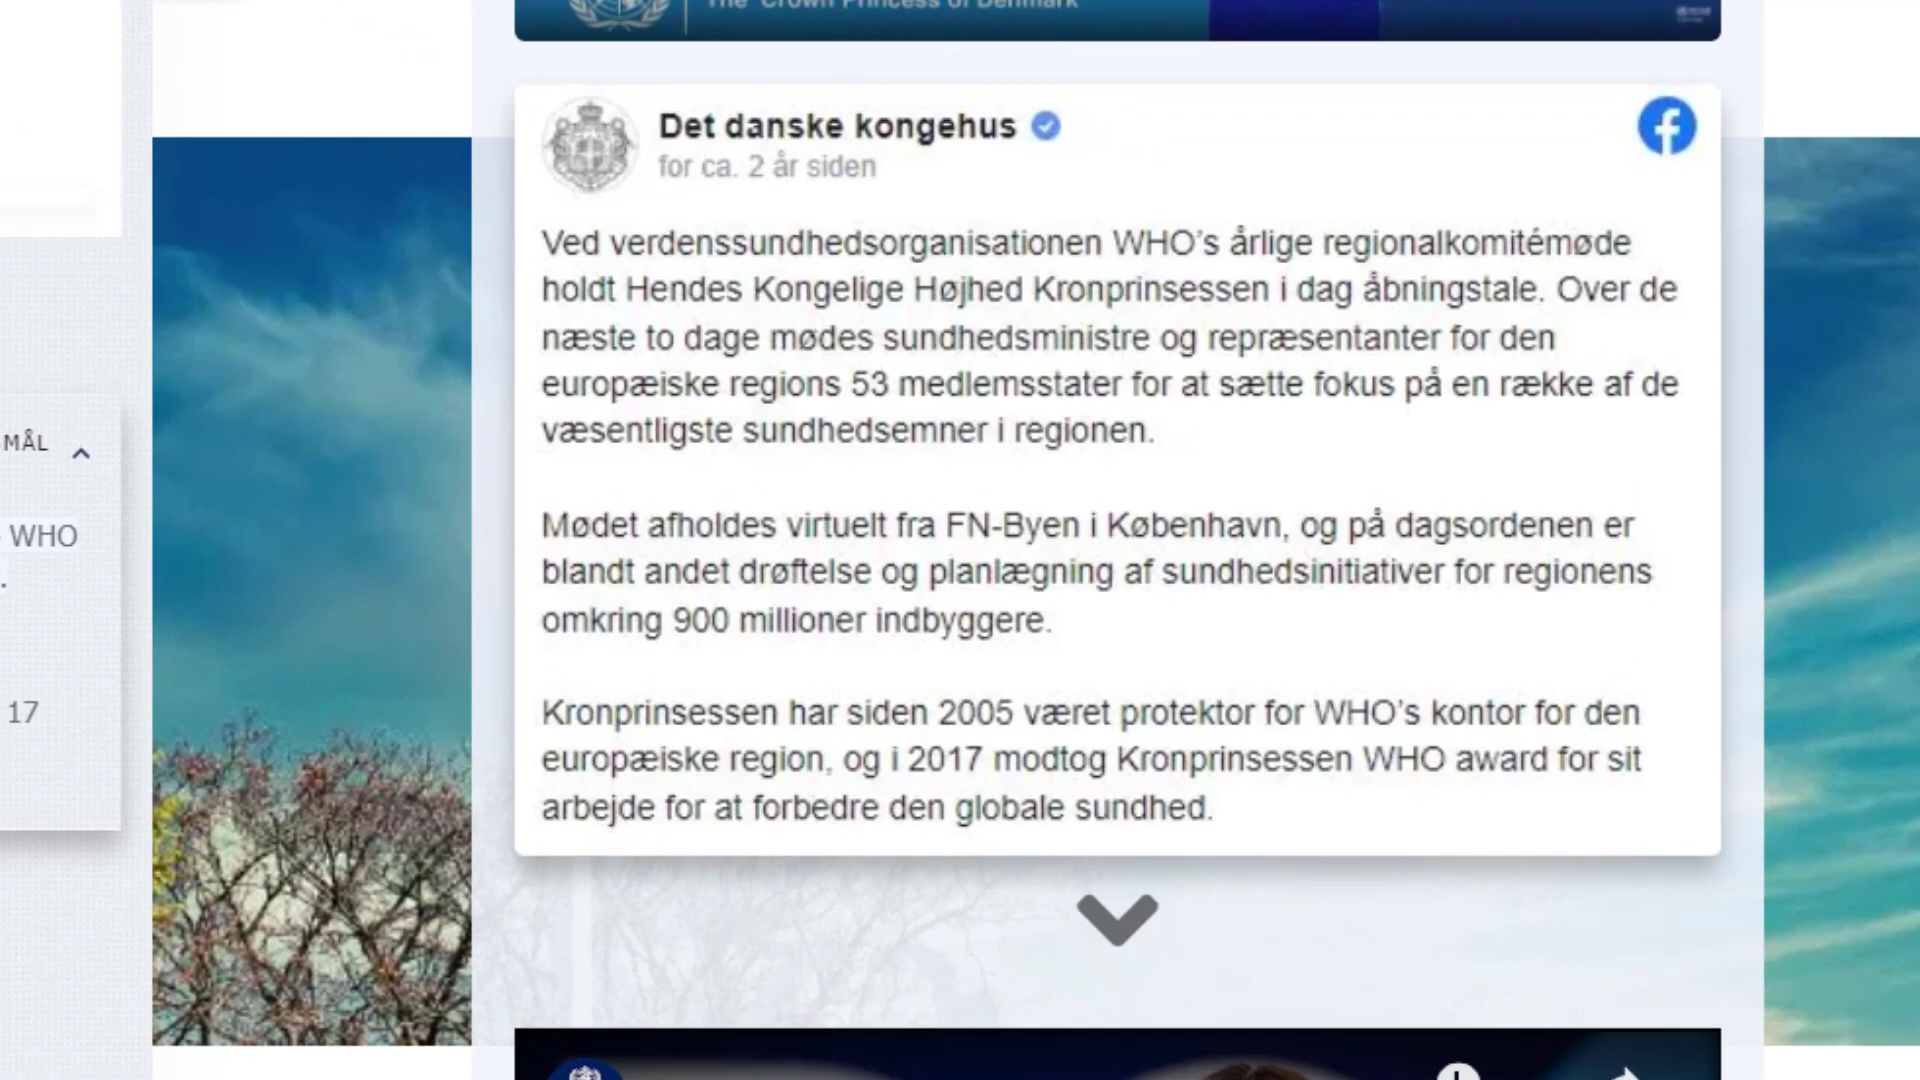 The Crown Princess of Denmark
Det danske kongehus
for ca. 2 år siden
Ved verdenssundhedsorganisationen WHO's årlige regionalkomitémøde
holdt Hendes Kongelige Højhed Kronprinsessen i dag åbningstale. Over de
næste to dage mødes sundhedsministre og repræsentanter for den
europæiske regions 53 medlemsstater for at sætte fokus på en række af de
væsentligste sundhedsemner i regionen.
Mødet afholdes virtuelt fra FN-Byen i København, og på dagsordenen er
blandt andet drøftelse og planlægning af sundhedsinitiativer for regionens
omkring 900 millioner indbyggere.
Kronprinsessen har siden 2005 været protektor for WHO's kontor for den
europæiske region, og i 2017 modtog Kronprinsessen WHO award for sit
arbejde for at forbedre den globale sundhed.
MÅL
WHO
.
17